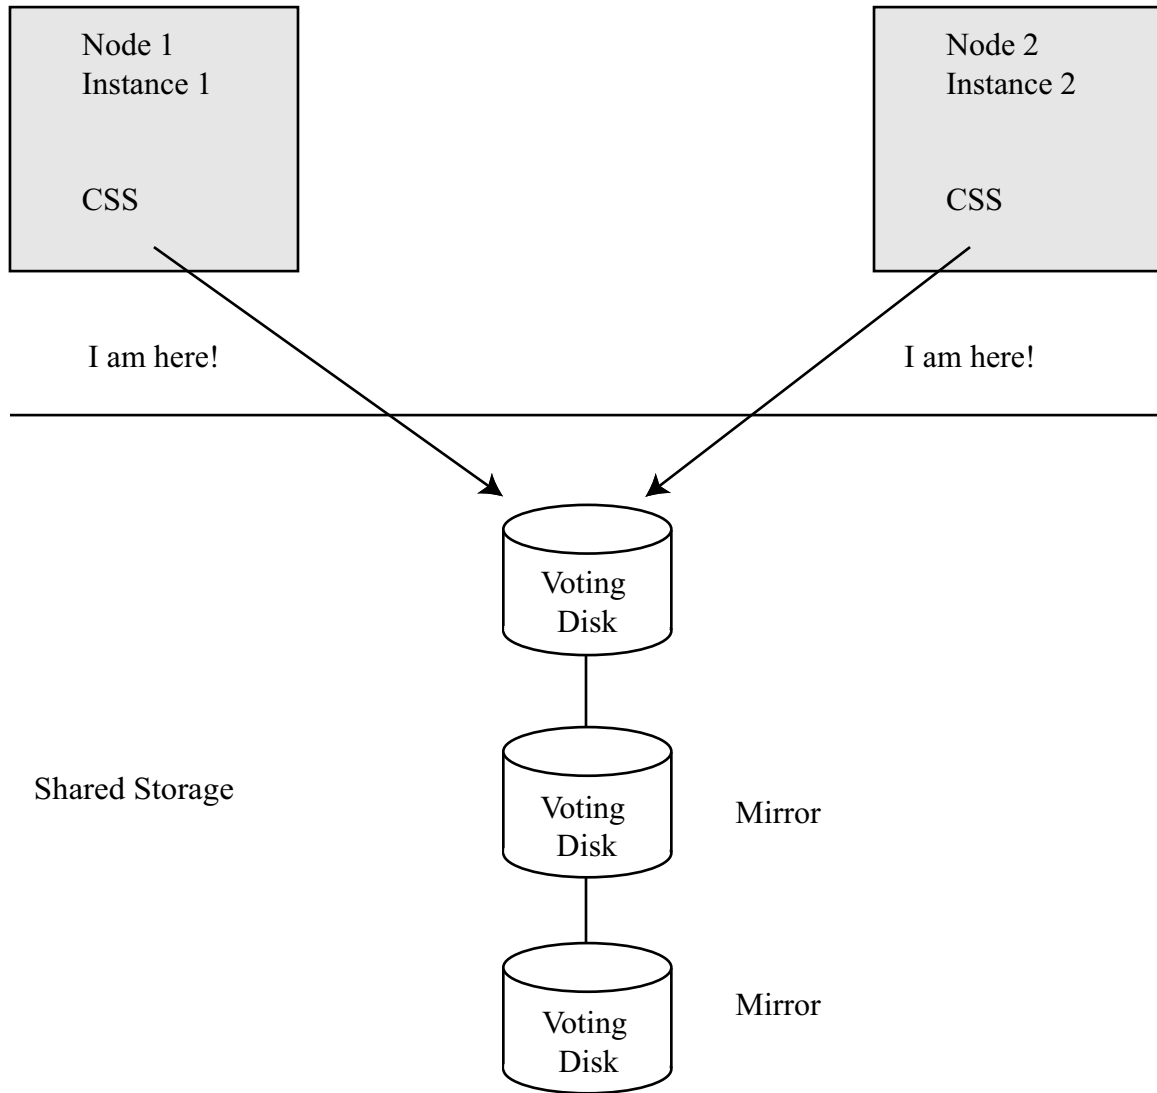 Node 1
Instance 1
CSS
Node 2
Instance 2
CSS
I am here!
I am here!
Voting
Disk
Shared Storage
Voting
Disk
Mirror
Voting
Disk
Mirror